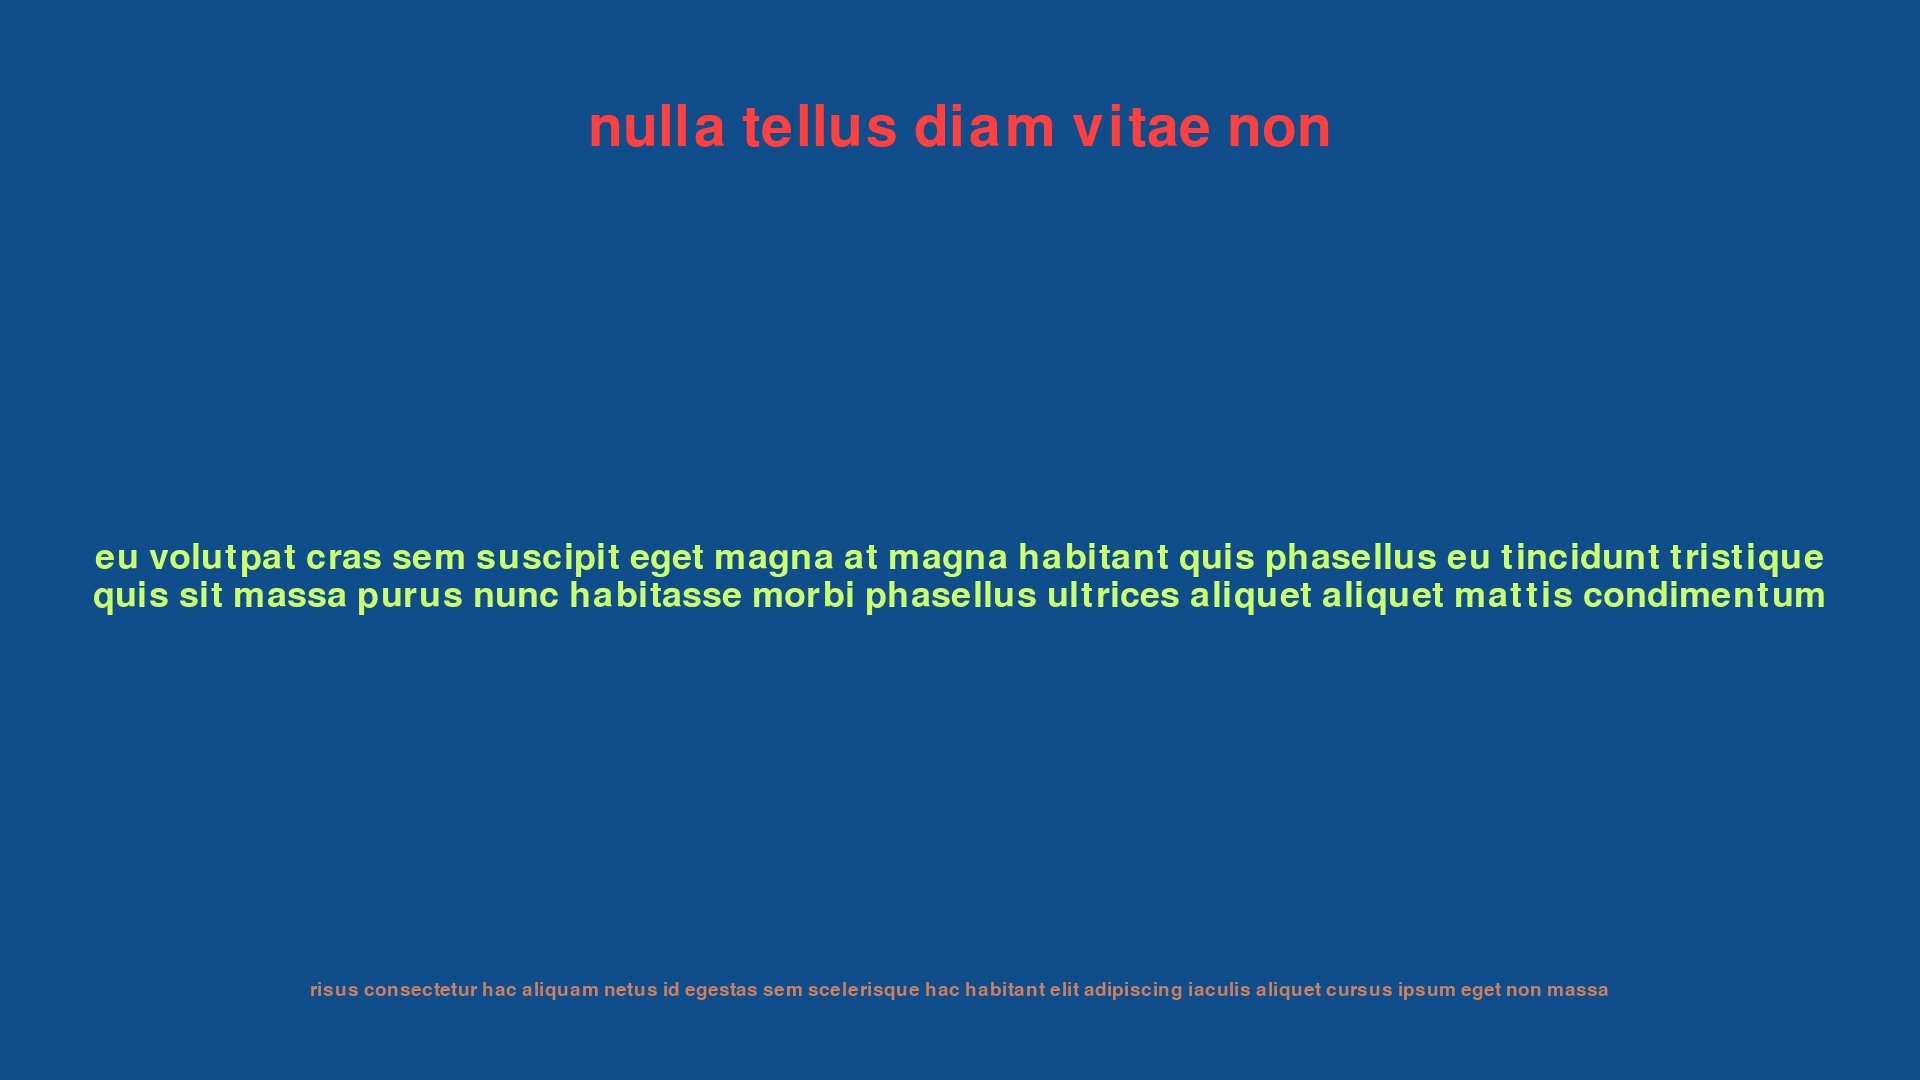 nulla tellus diam vitae non
eu volutpat cras sem suscipit eget magna at magna habitant quis phasellus eu tincidunt tristique
quis sit massa purus nunc habitasse morbi phasellus ultrices aliquet aliquet mattis condimentum
risus consectetur hac aliquam netus id egestas sem scelerisque hac habitant elit adipiscing iaculis aliquet cursus ipsum eget non massa